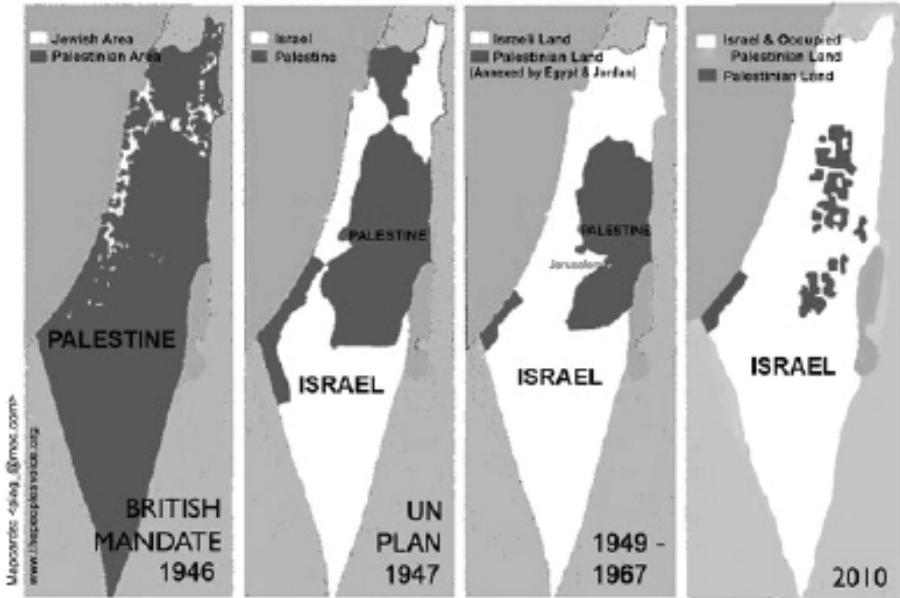 Jewish Area
Palestinian Area
PALESTINE
BRITISH
MANDATE
1946
www.thepeoplesvoice.org
Israel
Palestine
PALESTINE
ISRAEL
UN
PLAN
1947
Israeli Land
Palestinian Land
(Annexed by Egypt & Jordan)
PALESTINE
Jerusalem
ISRAEL
1949 -
1967
Israel & Occupied
Palestinian Land
Palestinian Land
ISRAEL
2010